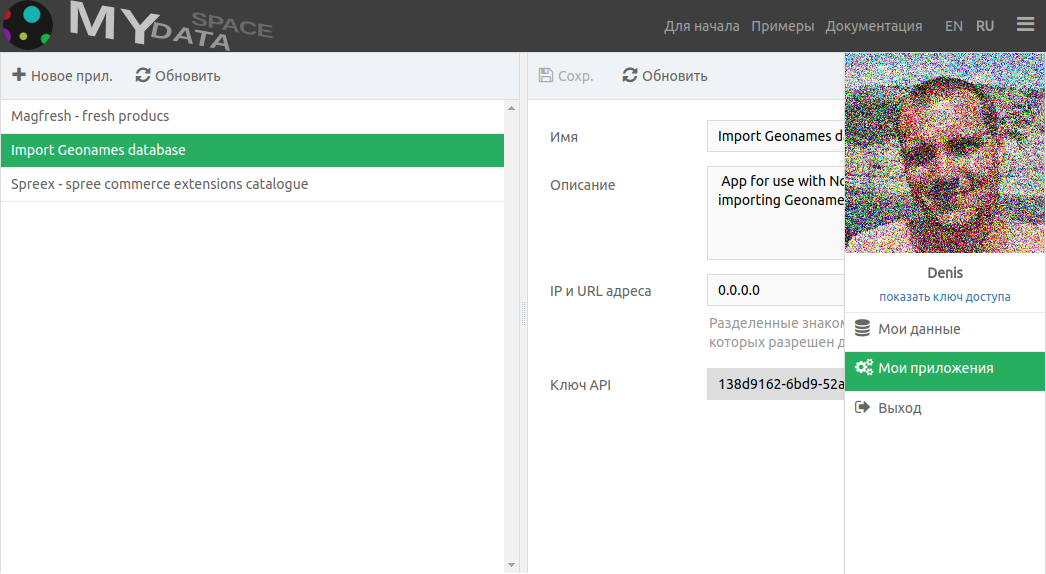 MYDATASPACE
Для начала Примеры Документация EN RU
Новое прил. Обновить
Magfresh - fresh producs
Import Geonames database
Spreex - spree commerce extensions catalogue
Сохр. Обновить
Имя
Import Geonames d
Описание
App for use with No
importing Geoname
IP и URL адреса
0.0.0.0
Разделенные знаком
которых разрешен д
Ключ API
138d9162-6bd9-52a
Denis
показать ключ доступа
Мои данные
Мои приложения
Выход